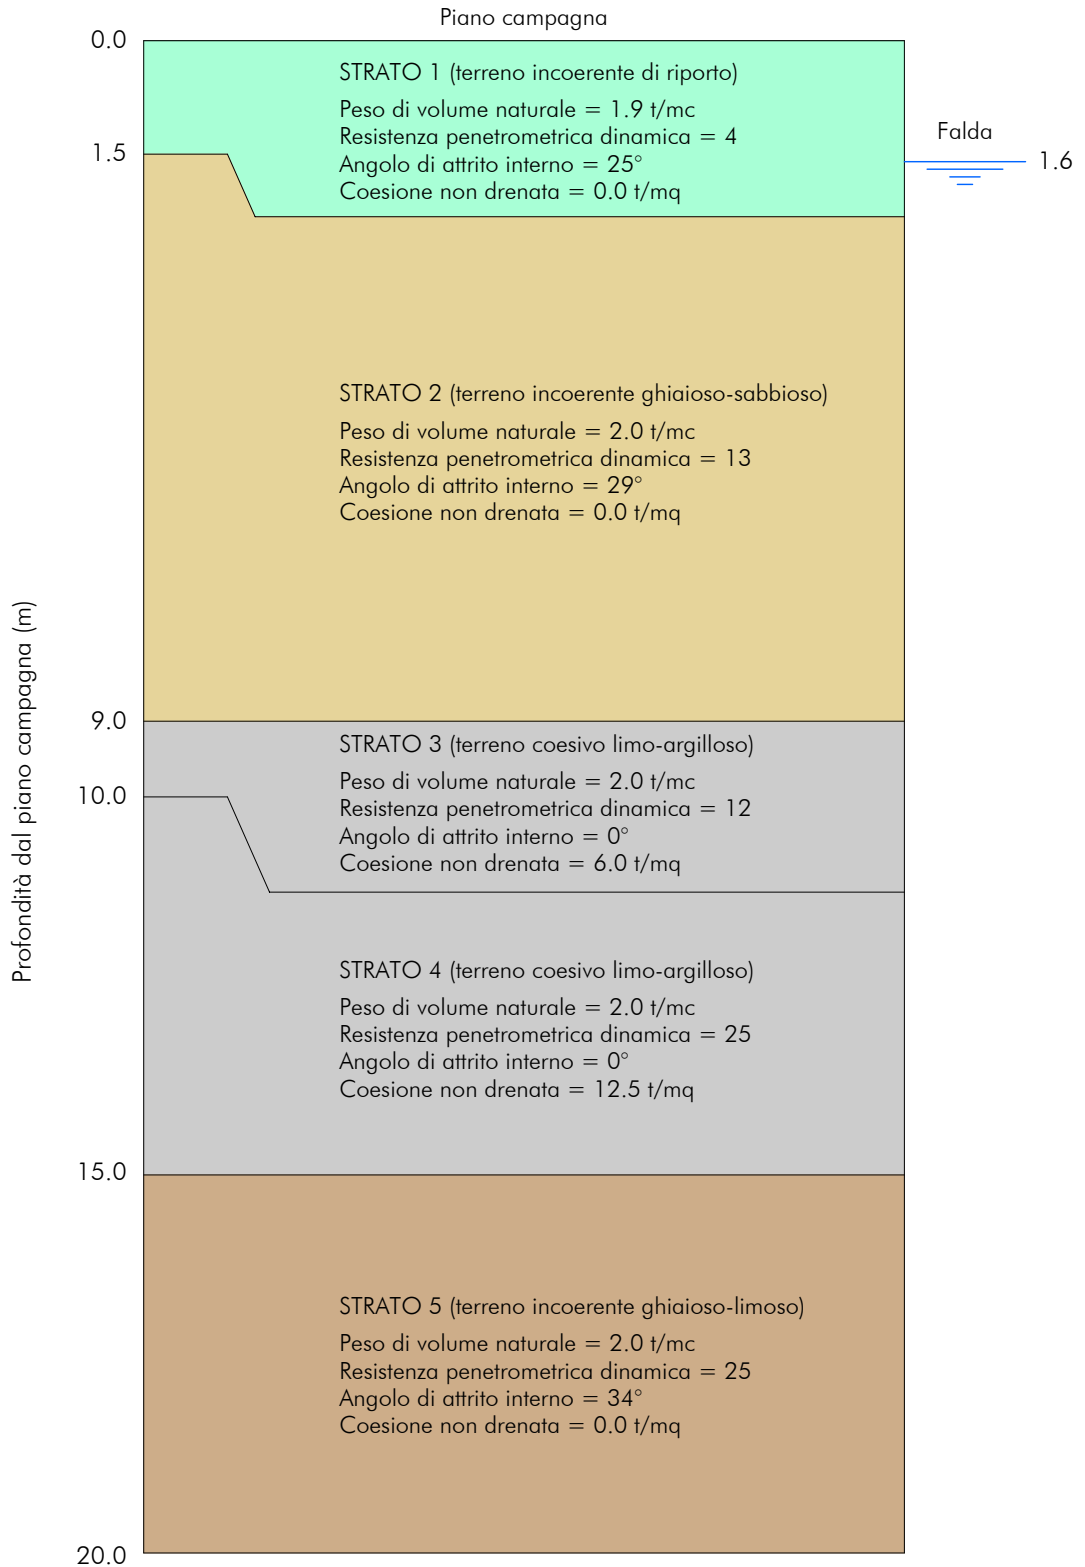 Piano campagna
0.0
STRATO 1 (terreno incoerente di riporto)
Peso di volume naturale = 1.9 t/mc
Resistenza penetrometrica dinamica = 4
Angolo di attrito interno = 25°
Coesione non drenata = 0.0 t/mq
Falda
1.6
1.5
STRATO 2 (terreno incoerente ghiaioso-sabbioso)
Peso di volume naturale = 2.0 t/mc
Resistenza penetrometrica dinamica = 13
Angolo di attrito interno = 29°
Coesione non drenata = 0.0 t/mq
Profondità dal piano campagna (m)
9.0
STRATO 3 (terreno coesivo limo-argilloso)
Peso di volume naturale = 2.0 t/mc
Resistenza penetrometrica dinamica = 12
Angolo di attrito interno = 0°
Coesione non drenata = 6.0 t/mq
10.0
STRATO 4 (terreno coesivo limo-argilloso)
Peso di volume naturale = 2.0 t/mc
Resistenza penetrometrica dinamica = 25
Angolo di attrito interno = 0°
Coesione non drenata = 12.5 t/mq
15.0
STRATO 5 (terreno incoerente ghiaioso-limoso)
Peso di volume naturale = 2.0 t/mc
Resistenza penetrometrica dinamica = 25
Angolo di attrito interno = 34°
Coesione non drenata = 0.0 t/mq
20.0